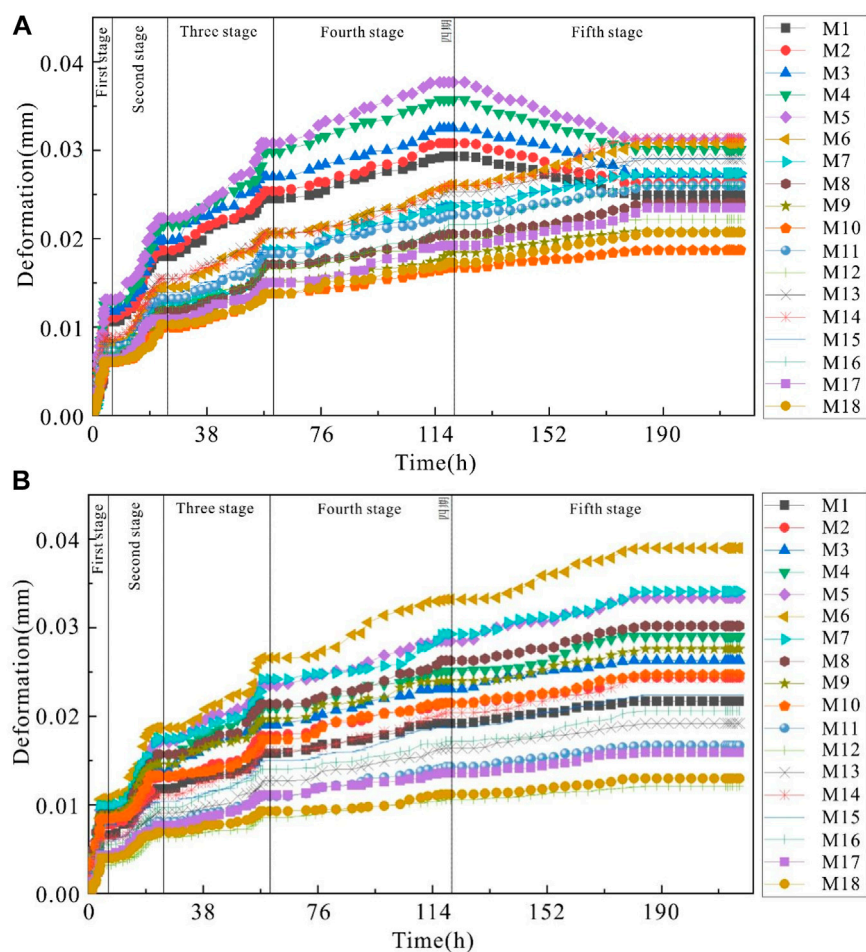 A
First stage
Second stage
Three stage
Fourth stage
Fifth stage
Deformation(mm)
0.04
0.03
0.02
0.01
0.00
0 38 76 114 152 190
Time(h)
M1
M2
M3
M4
M5
M6
M7
M8
M9
M10
M11
M12
M13
M14
M15
M16
M17
M18
B
First stage
Second stage
Three stage
Fourth stage
Fifth stage
Deformation(mm)
0.04
0.03
0.02
0.01
0.00
0 38 76 114 152 190
Time(h)
M1
M2
M3
M4
M5
M6
M7
M8
M9
M10
M11
M12
M13
M14
M15
M16
M17
M18